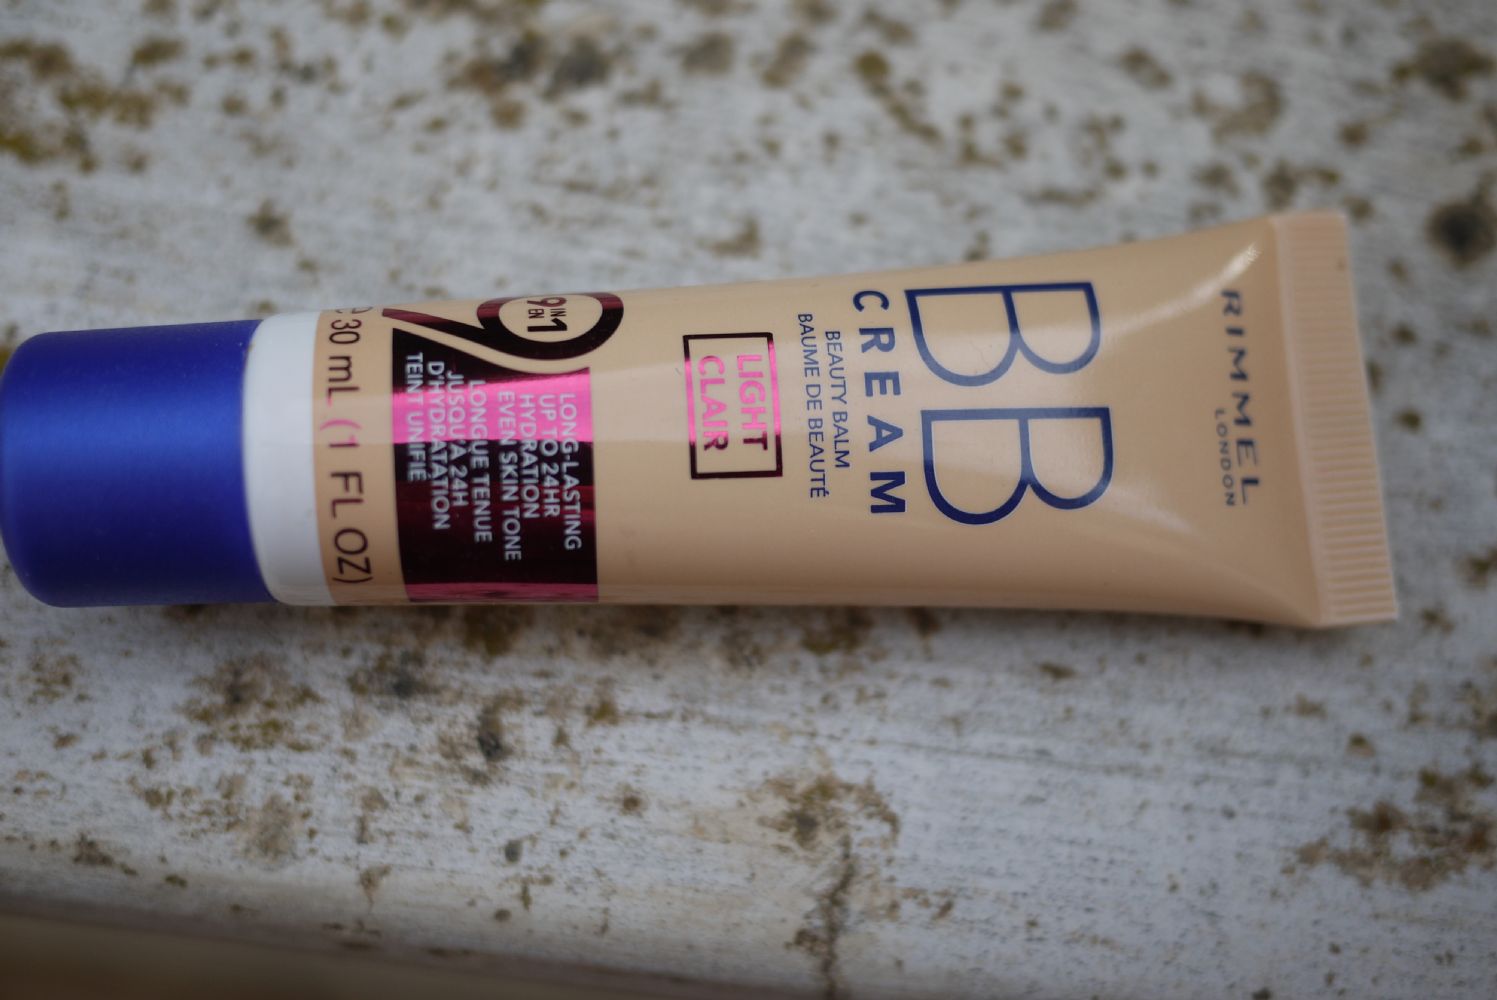 RIMMEL
LONDON
BB
CREAM
BEAUTY BALM
BAUME DE BEAUTÉ
LIGHT
CLAIR
9 IN
EN 1
LONG-LASTING
UP TO 24HR
HYDRATION
EVEN SKIN TONE
LONGUE TENUE
JUSQU'À 24H
D'HYDRATATION
TEINT UNIFIÉ
30 mL (1 FL OZ)